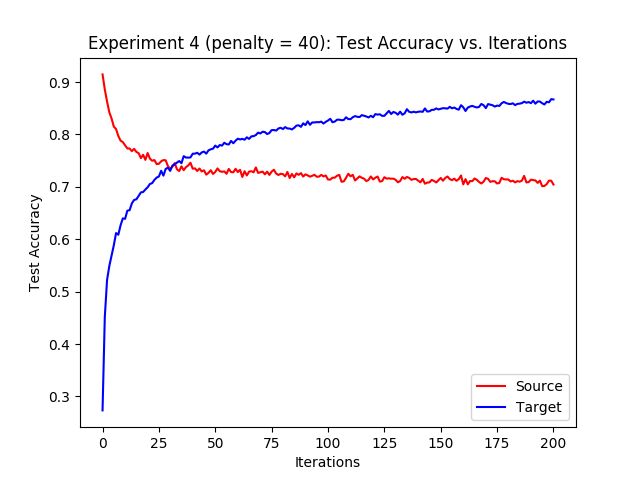 Experiment 4 (penalty = 40): Test Accuracy vs. Iterations
Test Accuracy
0.9
0.8
0.7
0.6
0.5
0.4
0.3
0 25 50 75 100 125 150 175 200
Iterations
Source
Target